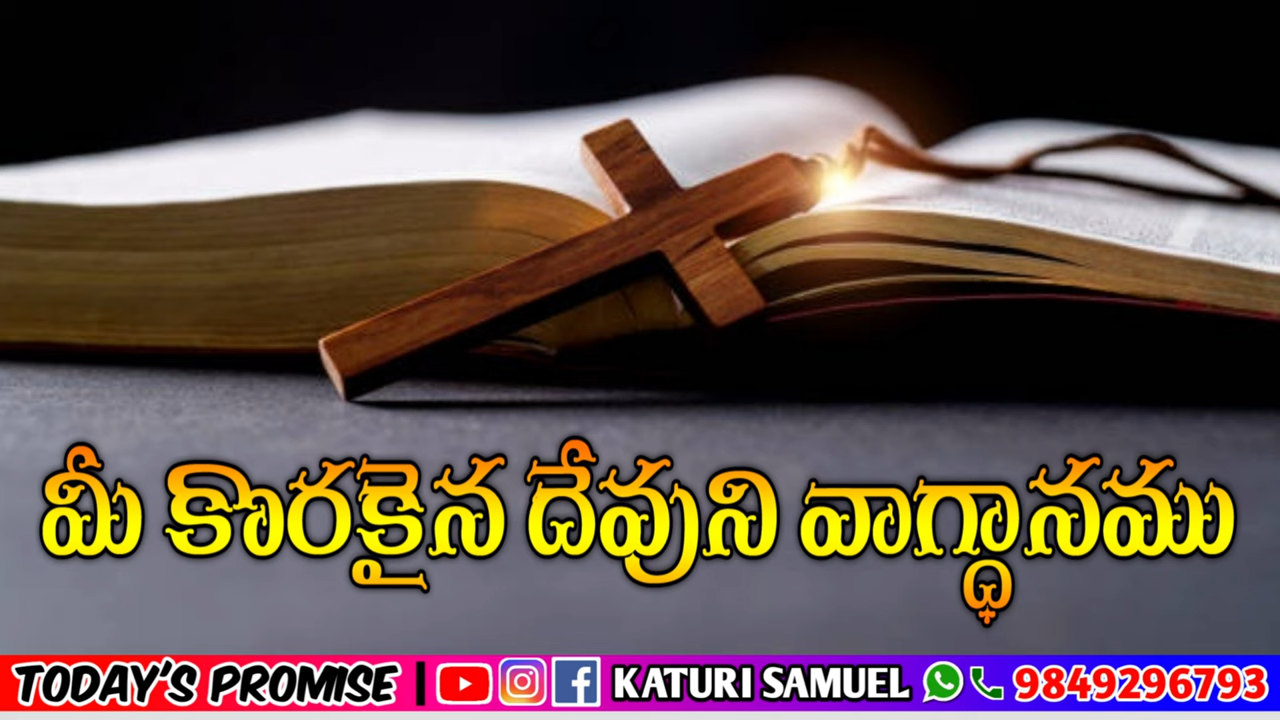 మీ కొరకైన దేవుని వాగ్ధానము
TODAY'S PROMISE | KATURI SAMUEL 9849296793